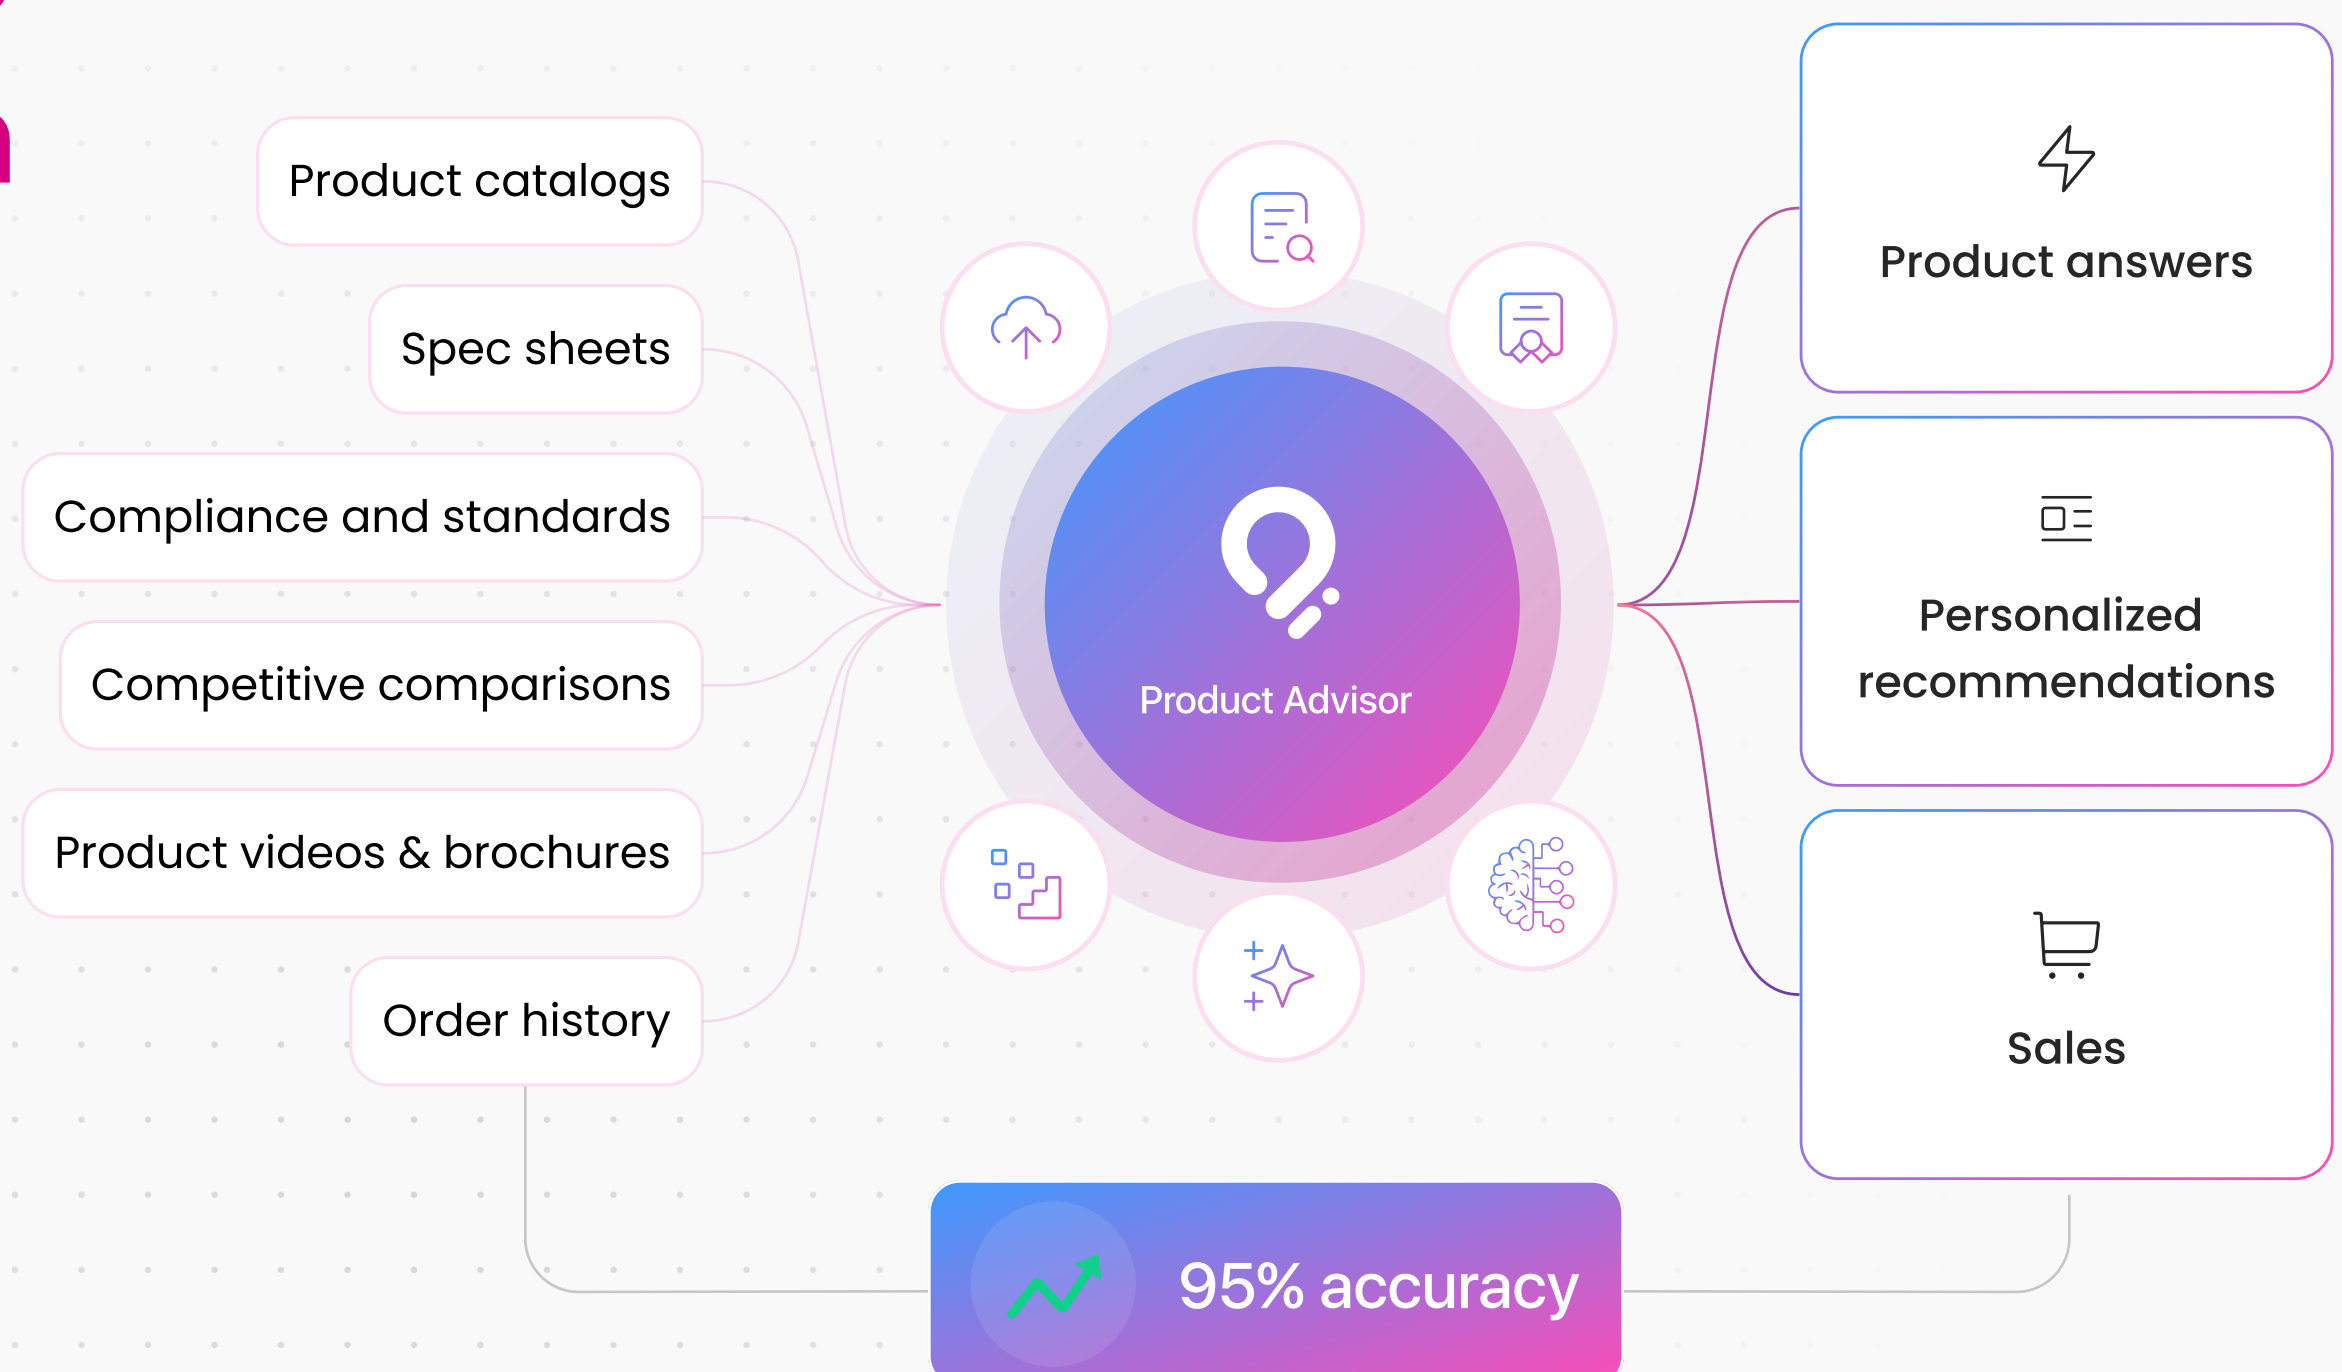 Product catalogs
Spec sheets
Compliance and standards
Competitive comparisons
Product videos & brochures
Order history
Product Advisor
Product answers
Personalized
recommendations
Sales
95% accuracy